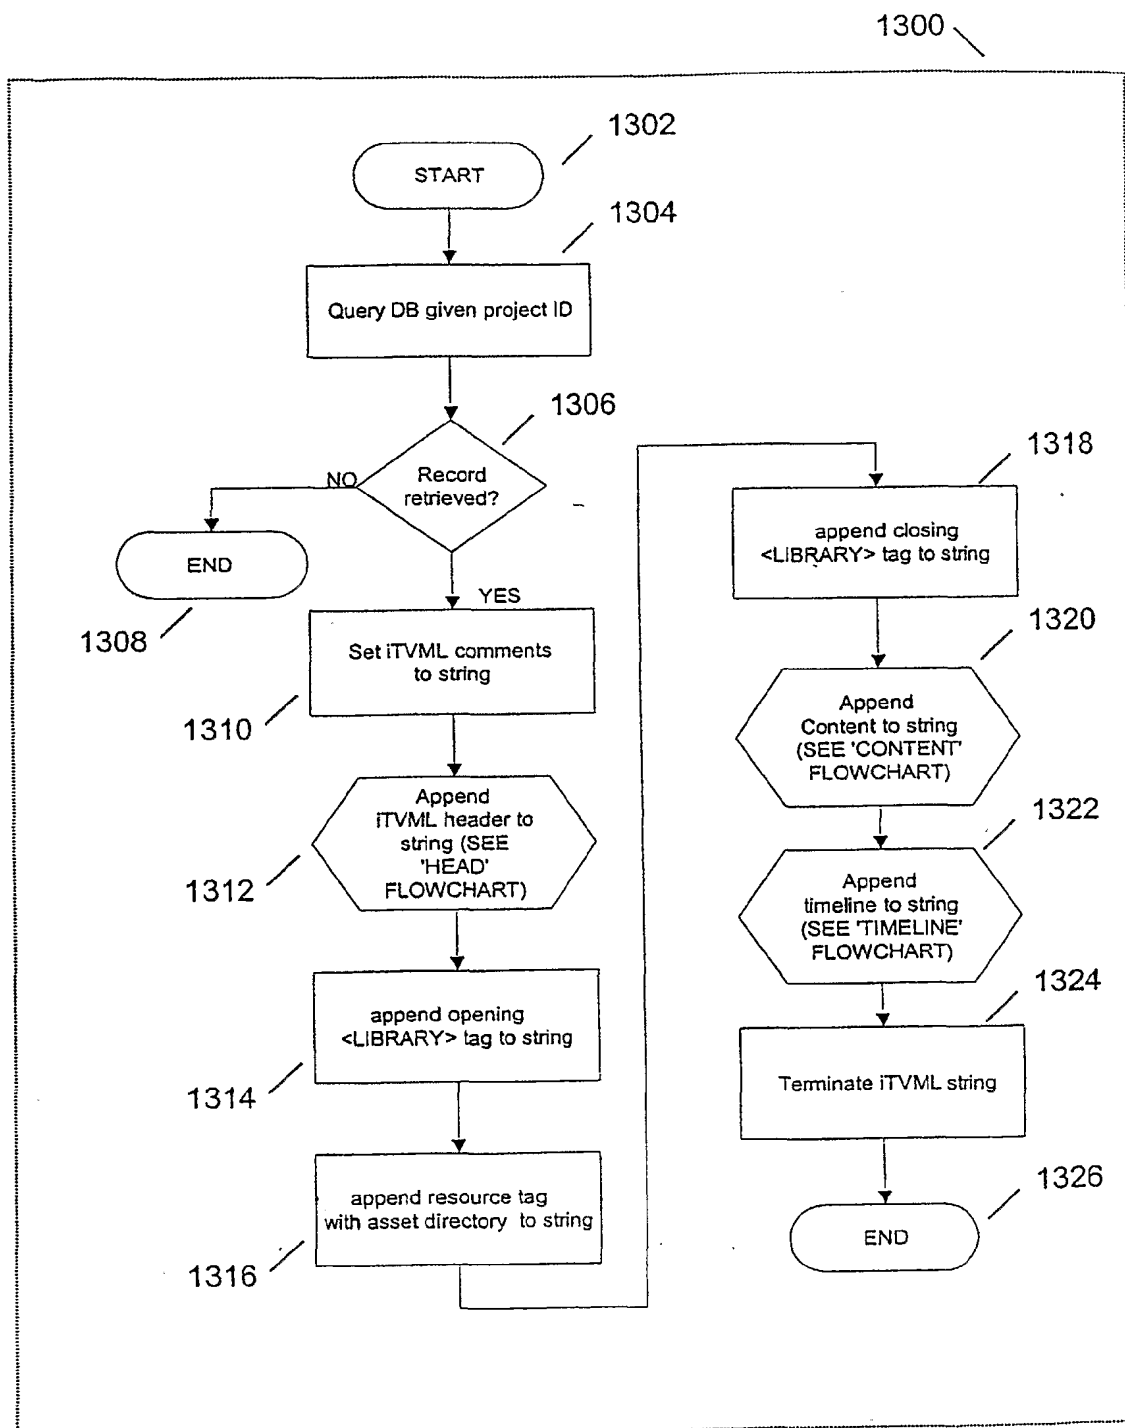 1300
1302
START
1304
Query DB given project ID
1306
Record
retrieved?
NO
END
1308
YES
Set iTVML comments
to string
1310
Append
iTVML header to
string (SEE
'HEAD'
FLOWCHART)
1312
append opening
<LIBRARY> tag to string
1314
append resource tag
with asset directory to string
1316
1318
append closing
<LIBRARY> tag to string
1320
Append
Content to string
(SEE 'CONTENT'
FLOWCHART)
1322
Append
timeline to string
(SEE 'TIMELINE'
FLOWCHART)
1324
Terminate iTVML string
1326
END